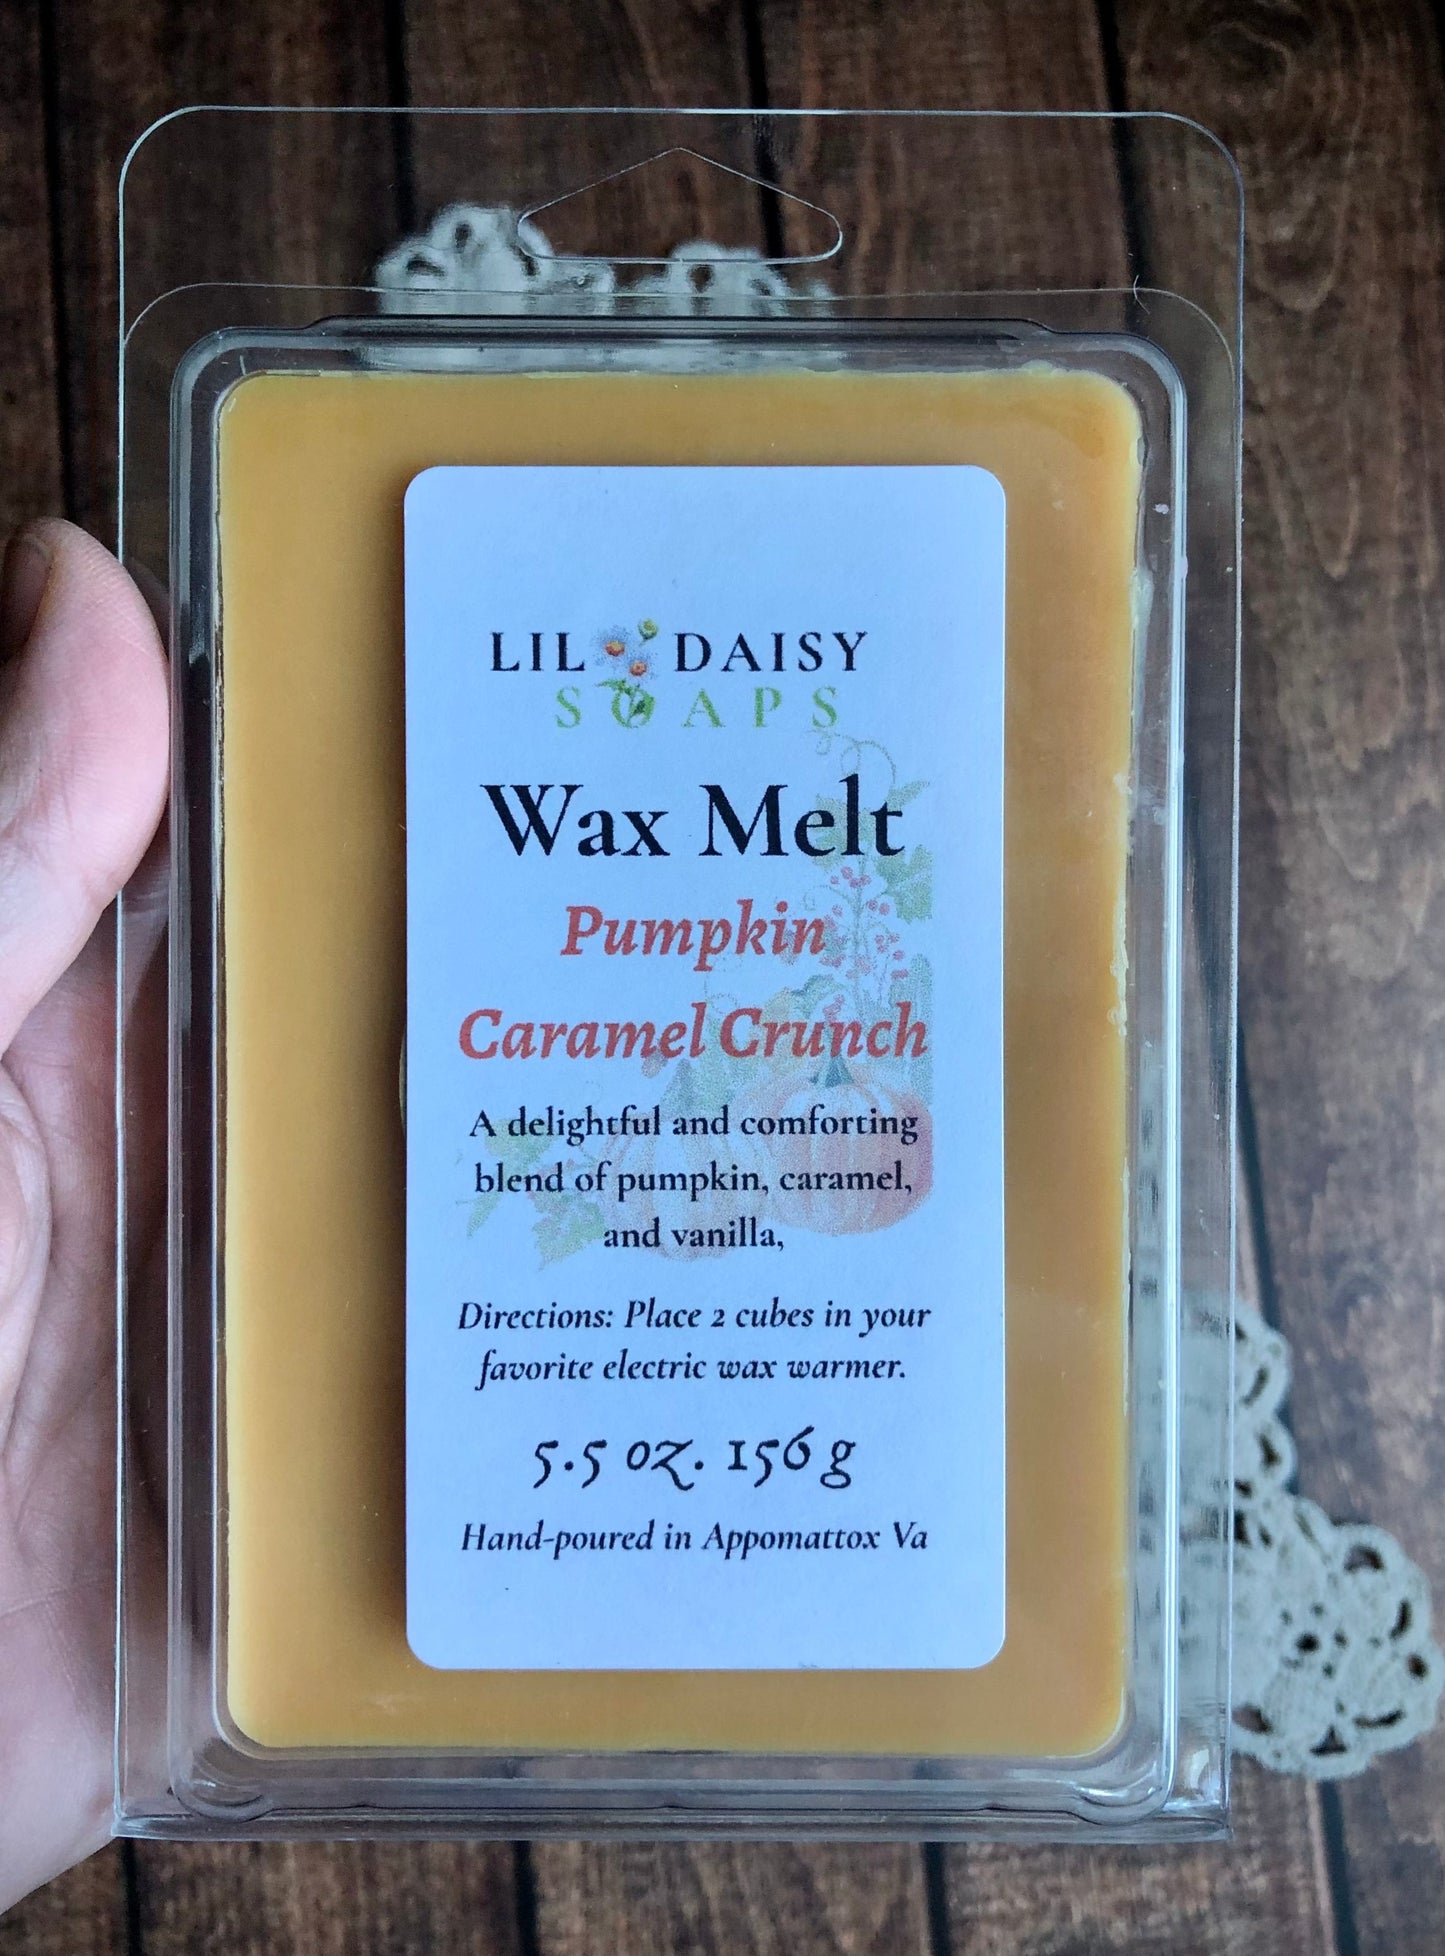 LIL DAISY
SOAPS
Wax Melt
Pumpkin
Caramel Crunch
A delightful and comforting
blend of pumpkin, caramel,
and vanilla,
Directions: Place 2 cubes in your
favorite electric wax warmer.
5.5 oz. 156 g
Hand-poured in Appomattox Va